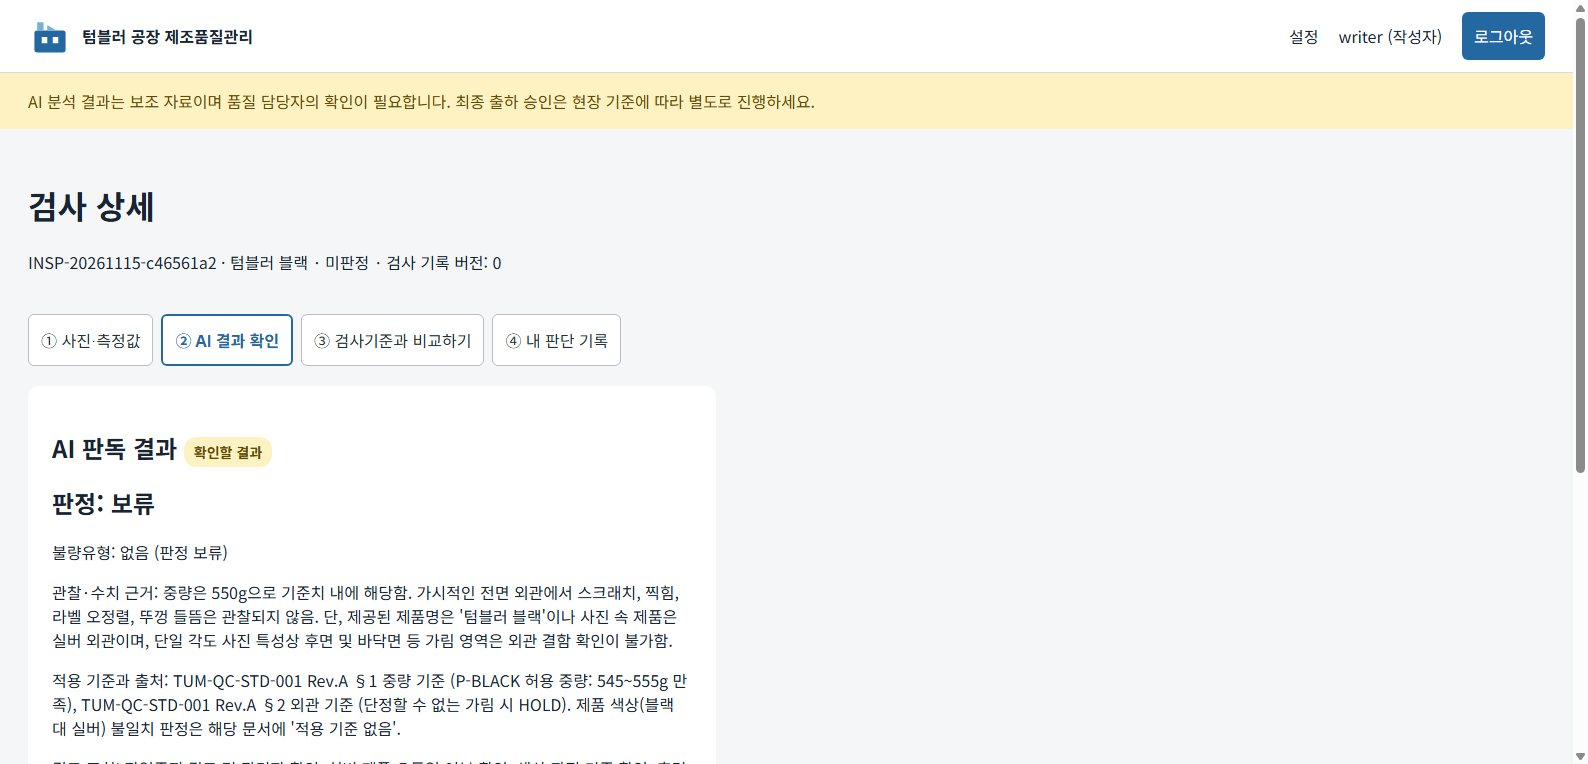 텀블러 공장 제조품질관리
설정 writer (작성자) 로그아웃
AI 분석 결과는 보조 자료이며 품질 담당자의 확인이 필요합니다. 최종 출하 승인은 현장 기준에 따라 별도로 진행하세요.
검사 상세
INSP-20261115-c46561a2 · 텀블러 블랙 · 미판정 · 검사 기록 버전: 0
① 사진·측정값 ② AI 결과 확인 ③ 검사기준과 비교하기 ④ 내 판단 기록
AI 판독 결과 확인할 결과
판정: 보류
불량유형: 없음 (판정 보류)
관찰·수치 근거: 중량은 550g으로 기준치 내에 해당함. 가시적인 전면 외관에서 스크래치, 찍힘,
라벨 오정렬, 뚜껑 들뜸은 관찰되지 않음. 단, 제공된 제품명은 '텀블러 블랙'이나 사진 속 제품은
실버 외관이며, 단일 각도 사진 특성상 후면 및 바닥면 등 가림 영역은 외관 결함 확인이 불가함.
적용 기준과 출처: TUM-QC-STD-001 Rev.A §1 중량 기준 (P-BLACK 허용 중량: 545~555g 만
족), TUM-QC-STD-001 Rev.A §2 외관 기준 (단정할 수 없는 가림 시 HOLD). 제품 색상(블랙
대 실버) 불일치 판정은 해당 문서에 '적용 기준 없음'.